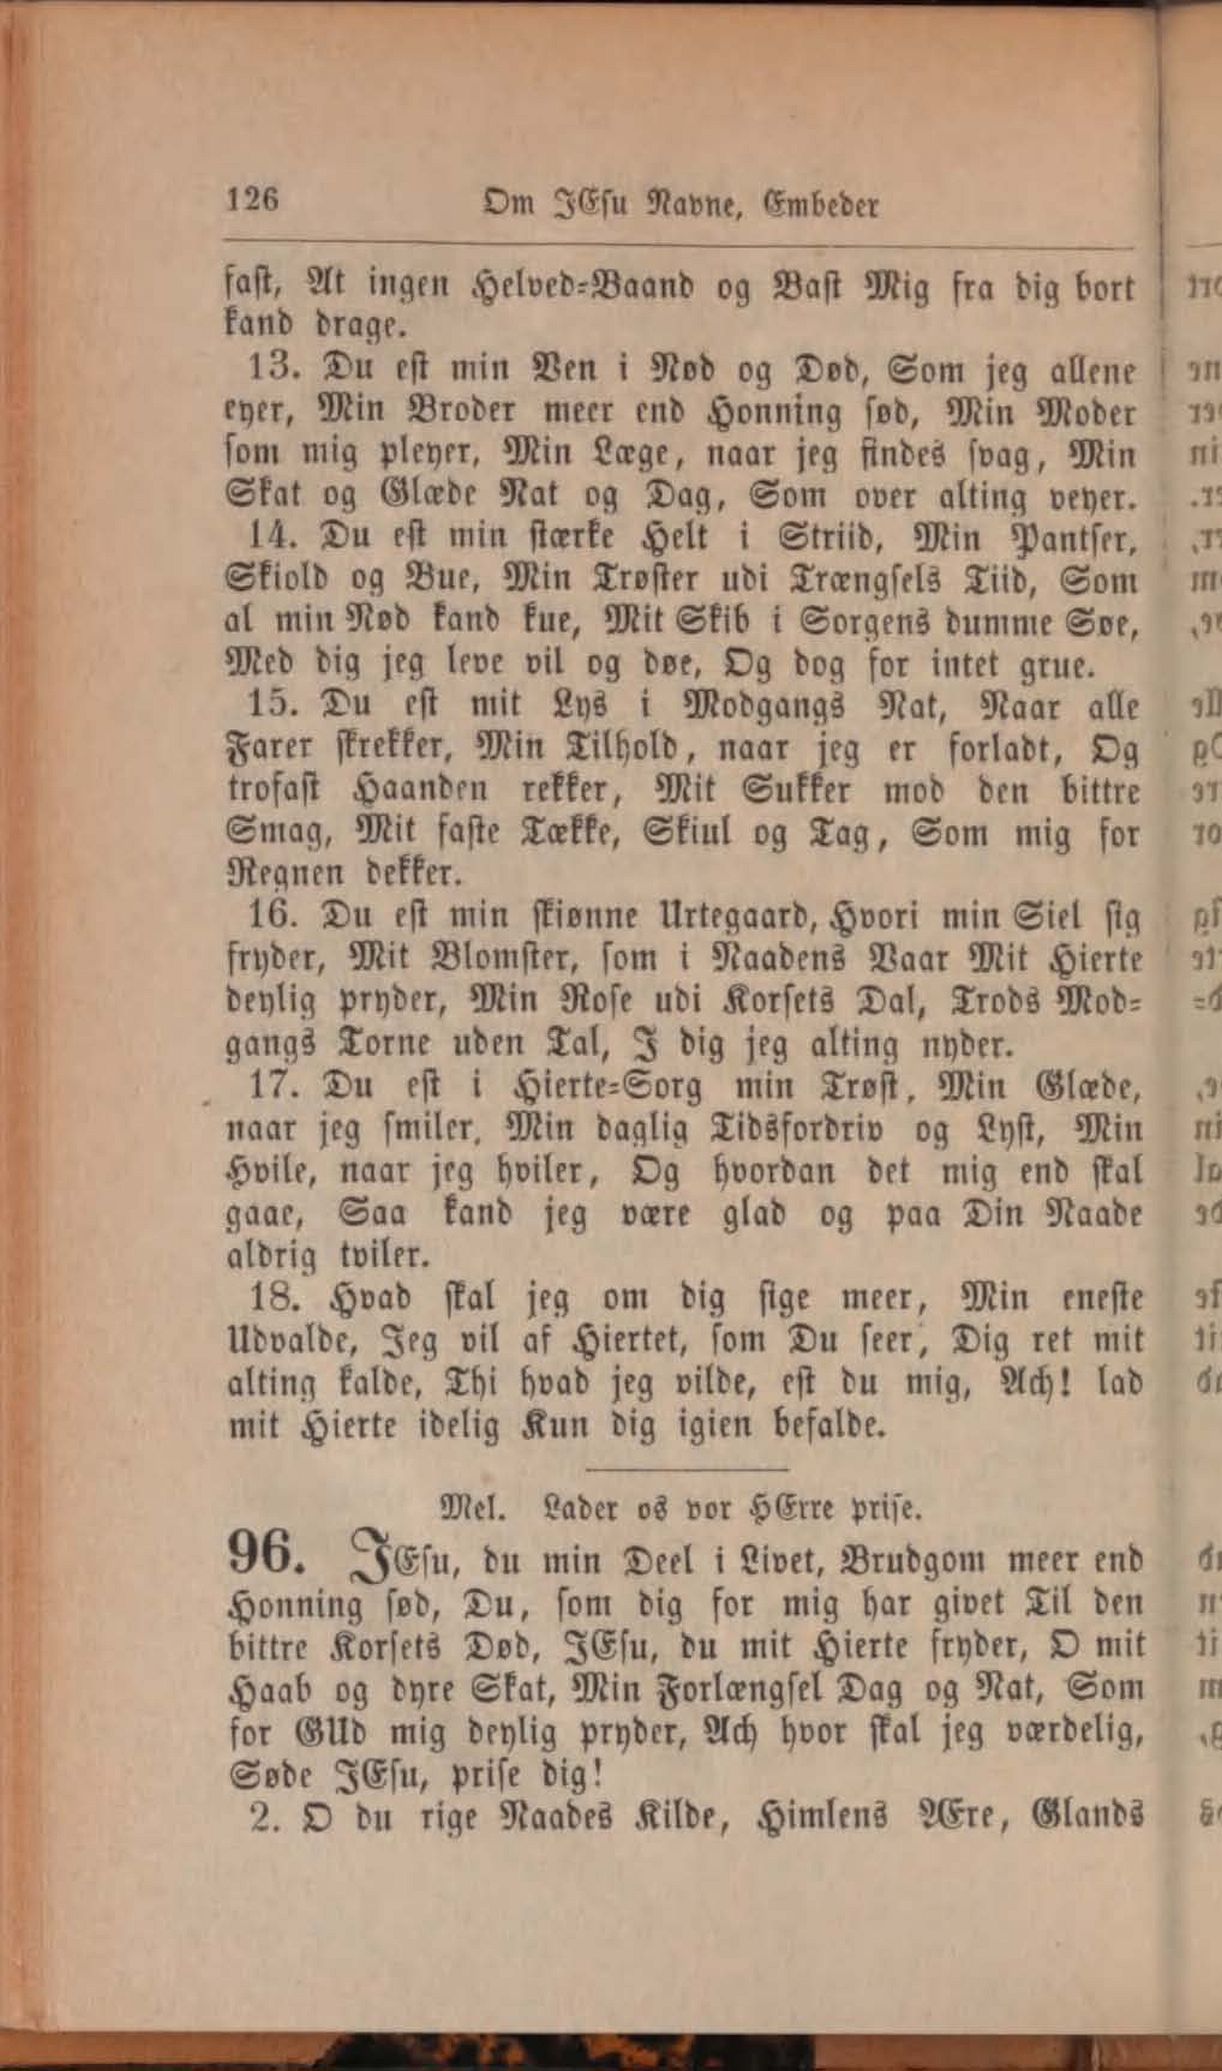 126 Om JEsu Navne, Embeder
fast, At ingen Helved=Baand og Bast Mig fra dig bort
kand drage.
13. Du est min Ven i Nød og Død, Som jeg allene
eyer, Min Broder meer end Honning sød, Min Moder
som mig pleyer, Min Læge, naar jeg findes svag, Min
Skat og Glæde Nat og Dag, Som over alting veyer.
14. Du est min stærke Helt i Striid, Min Pantser,
Skiold og Bue, Min Trøster udi Trængsels Tiid, Som
al min Nød kand kue, Mit Skib i Sorgens dumme Søe,
Med dig jeg leve vil og døe, Og dog for intet grue.
15. Du est mit Lys i Modgangs Nat, Naar alle
Farer skrekker, Min Tilhold, naar jeg er forladt, Og
trofast Haanden rekker, Mit Sukker mod den bittre
Smag, Mit faste Tække, Skiul og Tag, Som mig for
Regnen dekker.
16. Du est min skiønne Urtegaard, Hvori min Siel sig
fryder, Mit Blomster, som i Naadens Vaar Mit Hierte
deylig pryder, Min Rose udi Korsets Dal, Trods Mod=
gangs Torne uden Tal, I dig jeg alting nyder.
17. Du est i Hierte=Sorg min Trøst, Min Glæde,
naar jeg smiler, Min daglig Tidsfordriv og Lyst, Min
Hvile, naar jeg hviler, Og hvordan det mig end skal
gaae, Saa kand jeg være glad og paa Din Naade
aldrig tviler.
18. Hvad skal jeg om dig sige meer, Min eneste
Udvalde, Jeg vil af Hiertet, som Du seer, Dig ret mit
alting kalde, Thi hvad jeg vilde, est du mig, Ach! lad
mit Hierte idelig Kun dig igien befalde.
Mel. Lader os vor HErre prise.
96. JEsu, du min Deel i Livet, Brudgom meer end
Honning sød, Du, som dig for mig har givet Til den
bittre Korsets Død, JEsu, du mit Hierte fryder, O mit
Haab og dyre Skat, Min Forlængsel Dag og Nat, Som
for GUd mig deylig pryder, Ach hvor skal jeg værdelig,
Søde JEsu, prise dig!
2. O du rige Naades Kilde, Himlens ÆEre, Glands